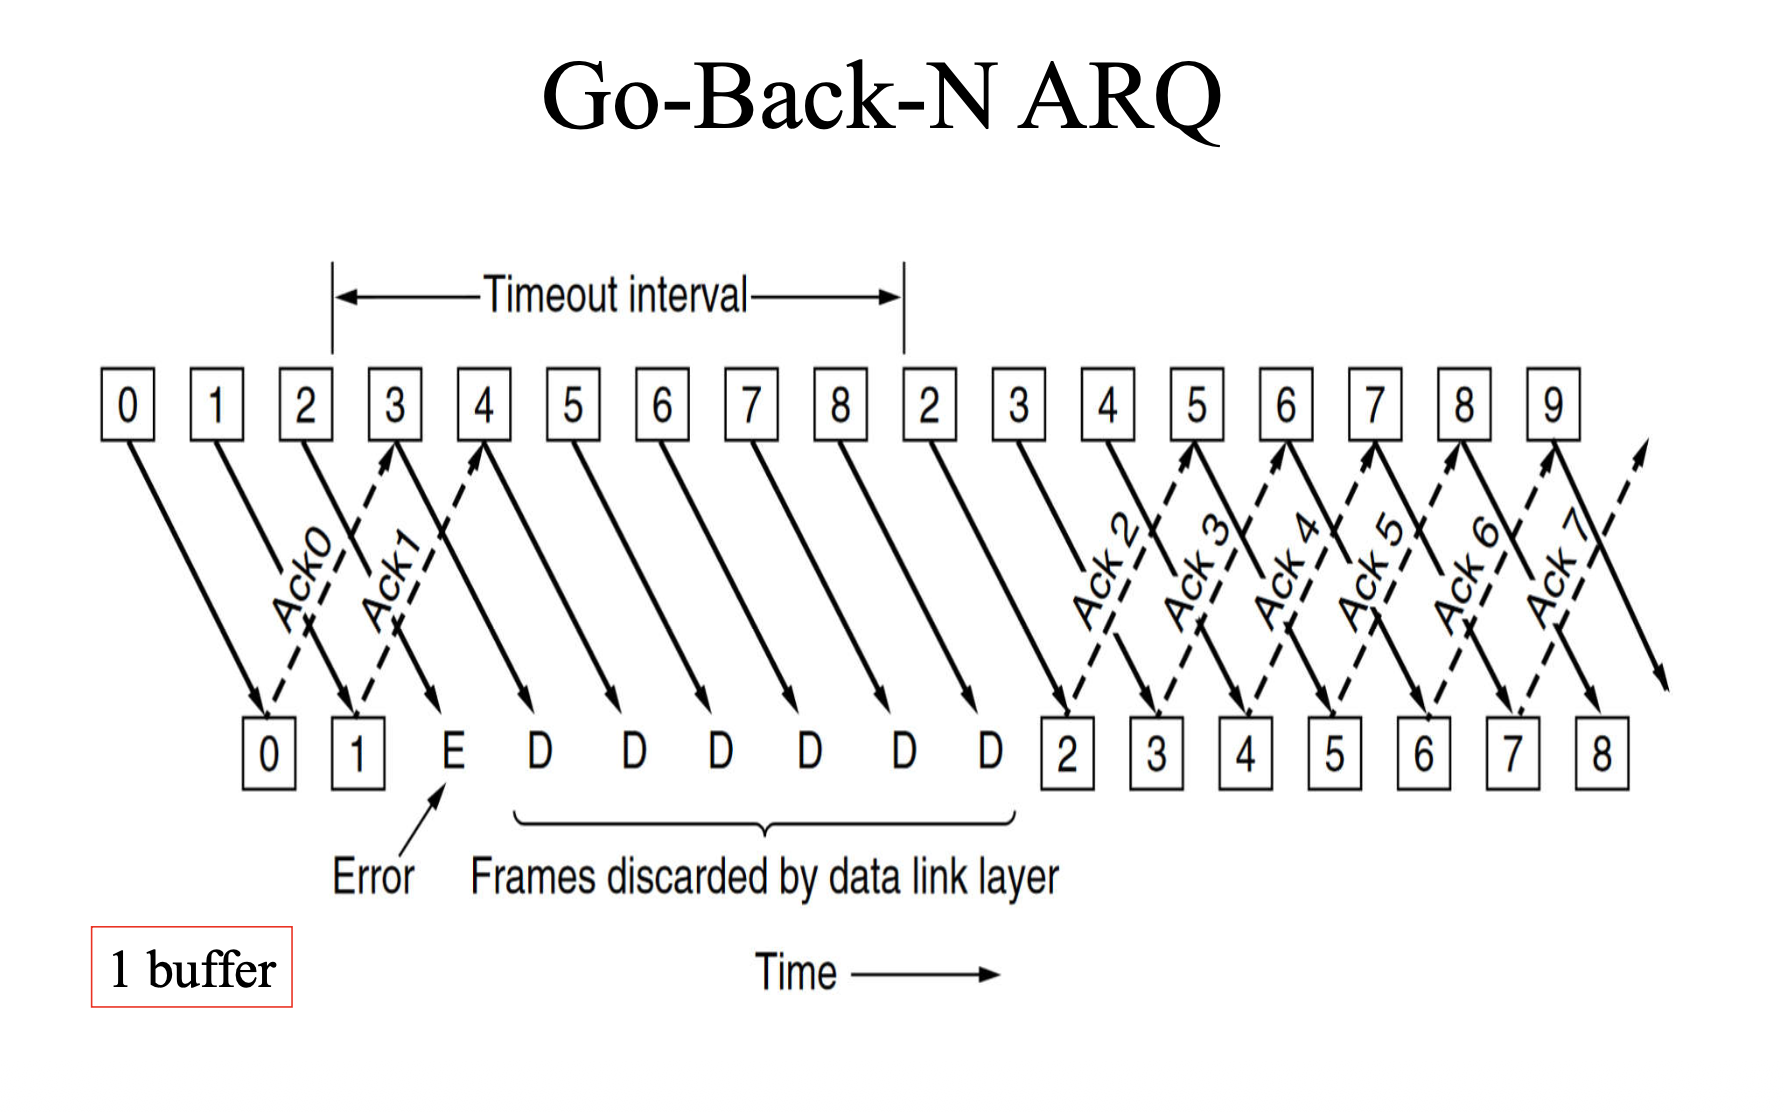 Go-Back-N ARQ
Timeout interval
0 1 2 3 4 5 6 7 8 2 3 4 5 6 7 8 9
Ack0 Ack1 Ack 2 Ack 3 Ack 4 Ack 5 Ack 6 Ack 7
0 1 E D D D D D D 2 3 4 5 6 7 8
Error Frames discarded by data link layer
1 buffer
Time